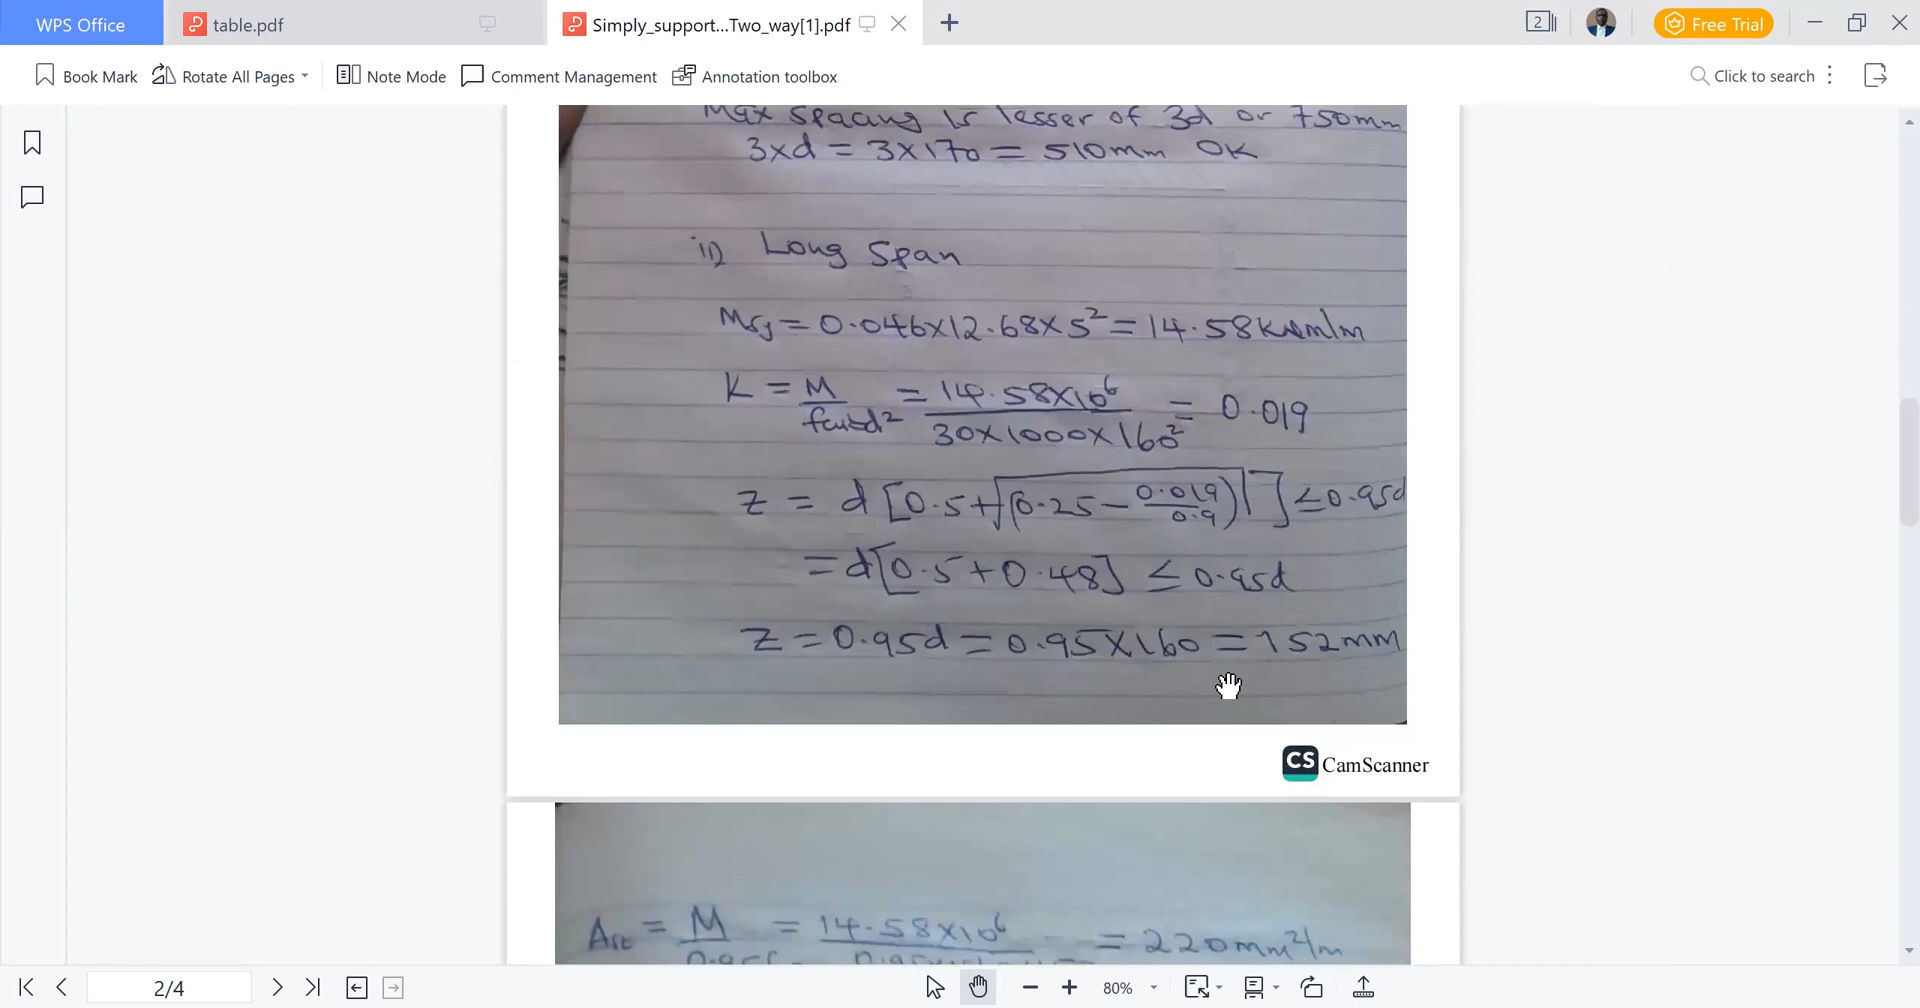 WPS Office
table.pdf
Simply_support...Two_way[1].pdf
2
Free Trial
Book Mark
Rotate All Pages
Note Mode
Comment Management
Annotation toolbox
Click to search
Max spacing is lesser of 3d or 750mm
3xd = 3x170 = 510mm OK
ii) Long Span
Msy = 0.046x12.68x5² = 14.58kNm/m
K = M/fcubd² = 14.58x10⁶/30x1000x160² = 0.019
z = d[0.5+√(0.25-0.019/0.9)] ≤0.95d
= d[0.5+0.48] ≤ 0.95d
z = 0.95d = 0.95x160 = 152mm
CS CamScanner
Ast = M = 14.58x10⁶ = 220mm²/m
2/4
80%